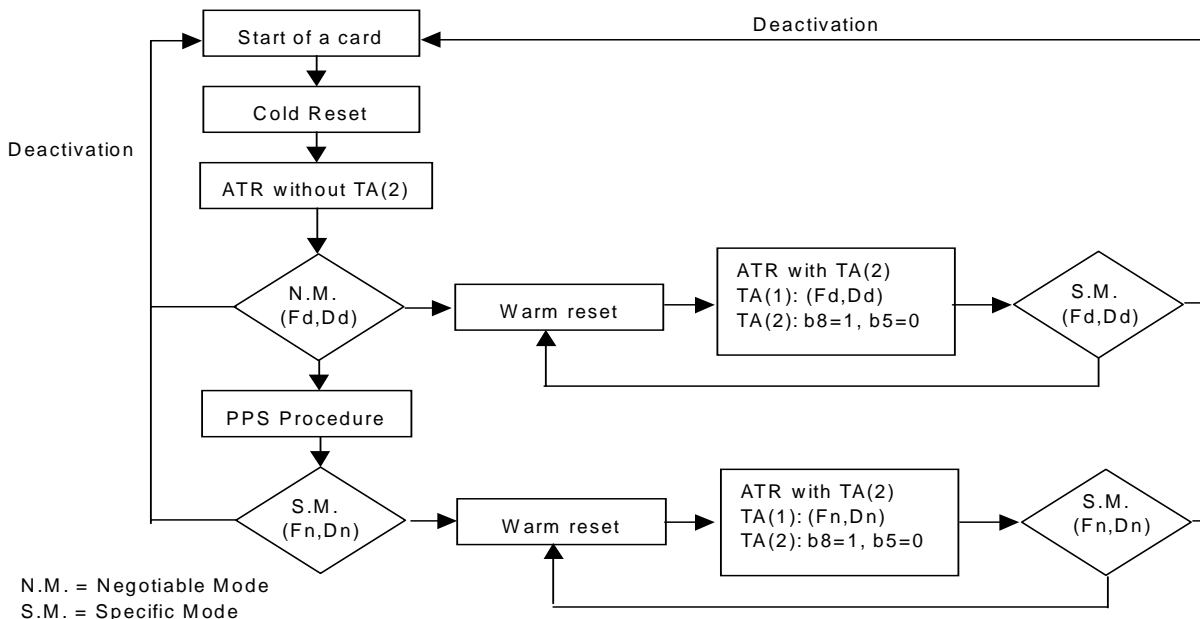 Deactivation
Start of a card
Cold Reset
Deactivation
ATR without TA(2)
N.M.
(Fd,Dd)
Warm reset
ATR with TA(2)
TA(1): (Fd,Dd)
TA(2): b8=1, b5=0
S.M.
(Fd,Dd)
PPS Procedure
S.M.
(Fn,Dn)
Warm reset
ATR with TA(2)
TA(1): (Fn,Dn)
TA(2): b8=1, b5=0
S.M.
(Fn,Dn)
N.M. = Negotiable Mode
S.M. = Specific Mode